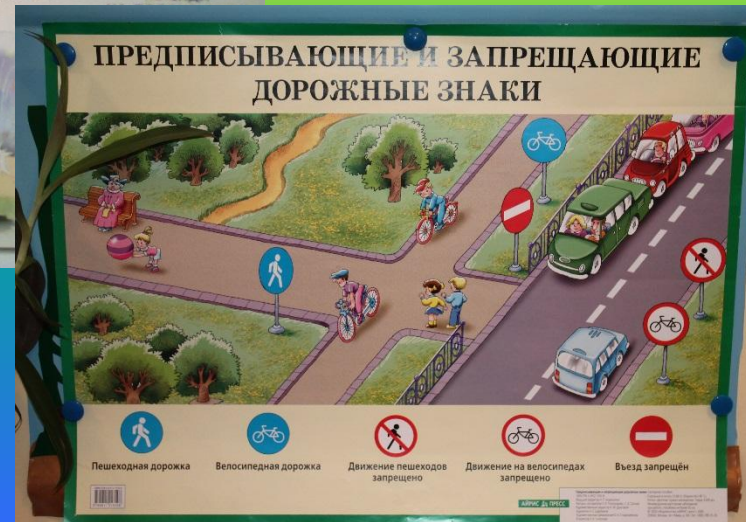 ПРЕДПИСЫВАЮЩИЕ И ЗАПРЕЩАЮЩИЕ
ДОРОЖНЫЕ ЗНАКИ
Пешеходная дорожка
Велосипедная дорожка
Движение пешеходов
запрещено
Движение на велосипедах
запрещено
Въезд запрещён
АЙРИС ПРЕСС